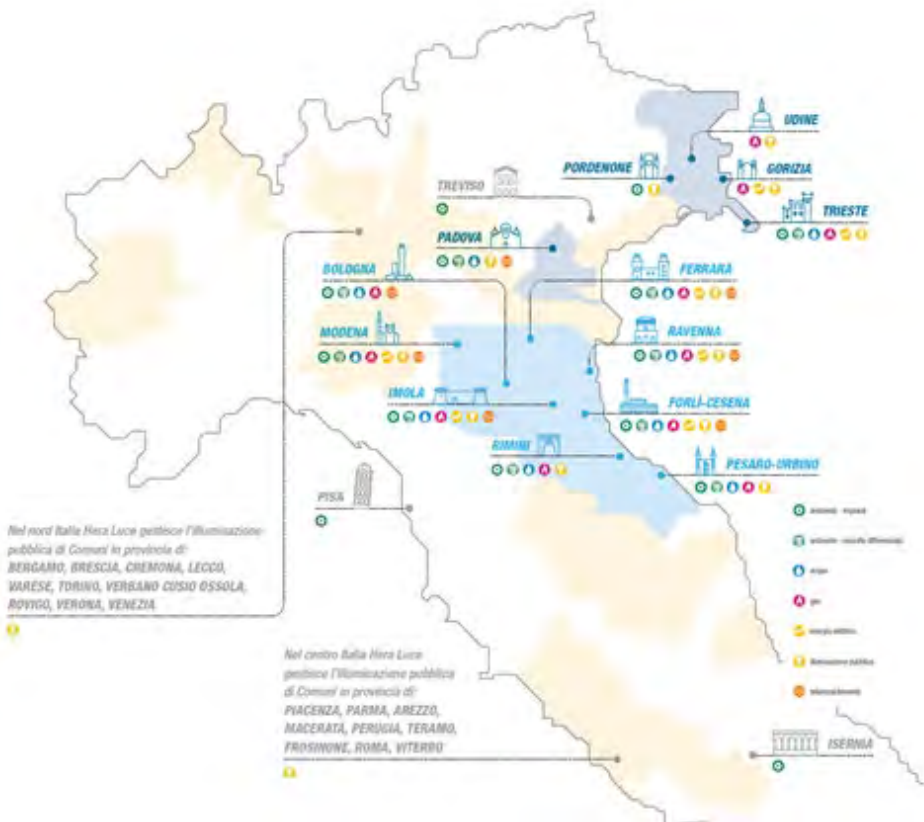 UDINE
PORDENONE
GORIZIA
TREVISO
TRIESTE
PADOVA
BOLOGNA
FERRARA
MODENA
RAVENNA
IMOLA
FORLÌ-CESENA
RIMINI
PESARO-URBINO
PISA
Nel nord Italia Hera Luce gestisce l'illuminazione
pubblica di Comuni in provincia di:
BERGAMO, BRESCIA, CREMONA, LECCO,
VARESE, TORINO, VERBANO CUSIO OSSOLA,
ROVIGO, VERONA, VENEZIA
Nel centro Italia Hera Luce
gestisce l'illuminazione pubblica
di Comuni in provincia di:
PIACENZA, PARMA, AREZZO,
MACERATA, PERUGIA, TERAMO,
FROSINONE, ROMA, VITERBO
acqua
gas
energia elettrica
illuminazione pubblica
ISERNIA